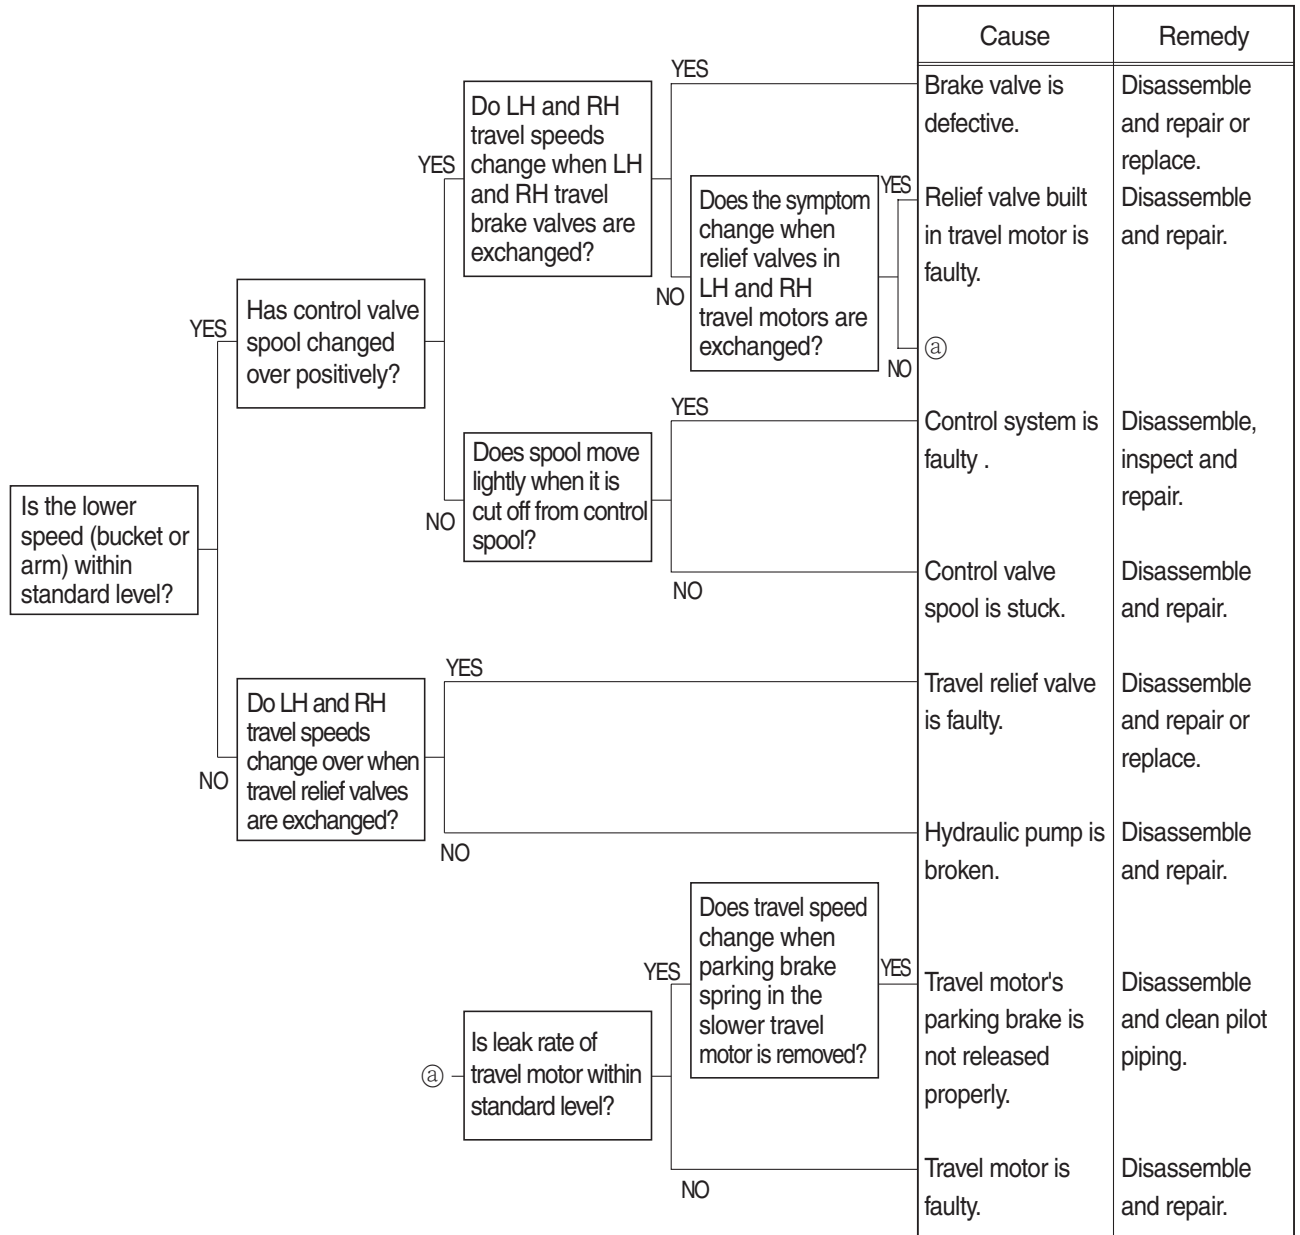 Cause
Remedy
YES
Brake valve is
defective.
Disassemble
and repair or
replace.
Do LH and RH
travel speeds
change when LH
and RH travel
brake valves are
exchanged?
YES
NO
Does the symptom
change when
relief valves in
LH and RH
travel motors are
exchanged?
YES
Relief valve built
in travel motor is
faulty.
Disassemble
and repair.
NO
ⓐ
YES
Has control valve
spool changed
over positively?
YES
Control system is
faulty .
Disassemble,
inspect and
repair.
NO
Does spool move
lightly when it is
cut off from control
spool?
NO
Control valve
spool is stuck.
Disassemble
and repair.
Is the lower
speed (bucket or
arm) within
standard level?
YES
Travel relief valve
is faulty.
Disassemble
and repair or
replace.
NO
Do LH and RH
travel speeds
change over when
travel relief valves
are exchanged?
NO
Hydraulic pump is
broken.
Disassemble
and repair.
Does travel speed
change when
parking brake
spring in the
slower travel
motor is removed?
YES
YES
Travel motor's
parking brake is
not released
properly.
Disassemble
and clean pilot
piping.
ⓐ
Is leak rate of
travel motor within
standard level?
NO
Travel motor is
faulty.
Disassemble
and repair.